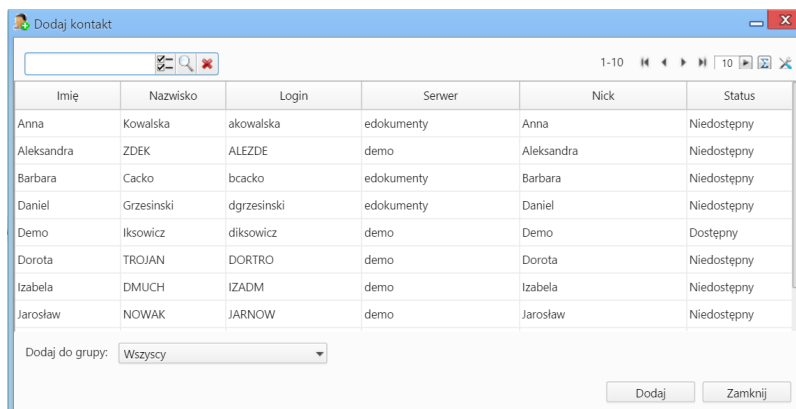 Dodaj kontakt
1-10 10
Imię Nazwisko Login Serwer Nick Status
Anna Kowalska akowalska edokumenty Anna Niedostępny
Aleksandra ZDEK ALEZDE demo Aleksandra Niedostępny
Barbara Cacko bcacko edokumenty Barbara Niedostępny
Daniel Grzesinski dgrzesinski edokumenty Daniel Niedostępny
Demo Iksowicz diksowicz demo Demo Dostępny
Dorota TROJAN DORTRO demo Dorota Niedostępny
Izabela DMUCH IZADM demo Izabela Niedostępny
Jarosław NOWAK JARNOW demo Jarosław Niedostępny
Dodaj do grupy: Wszyscy
Dodaj Zamknij